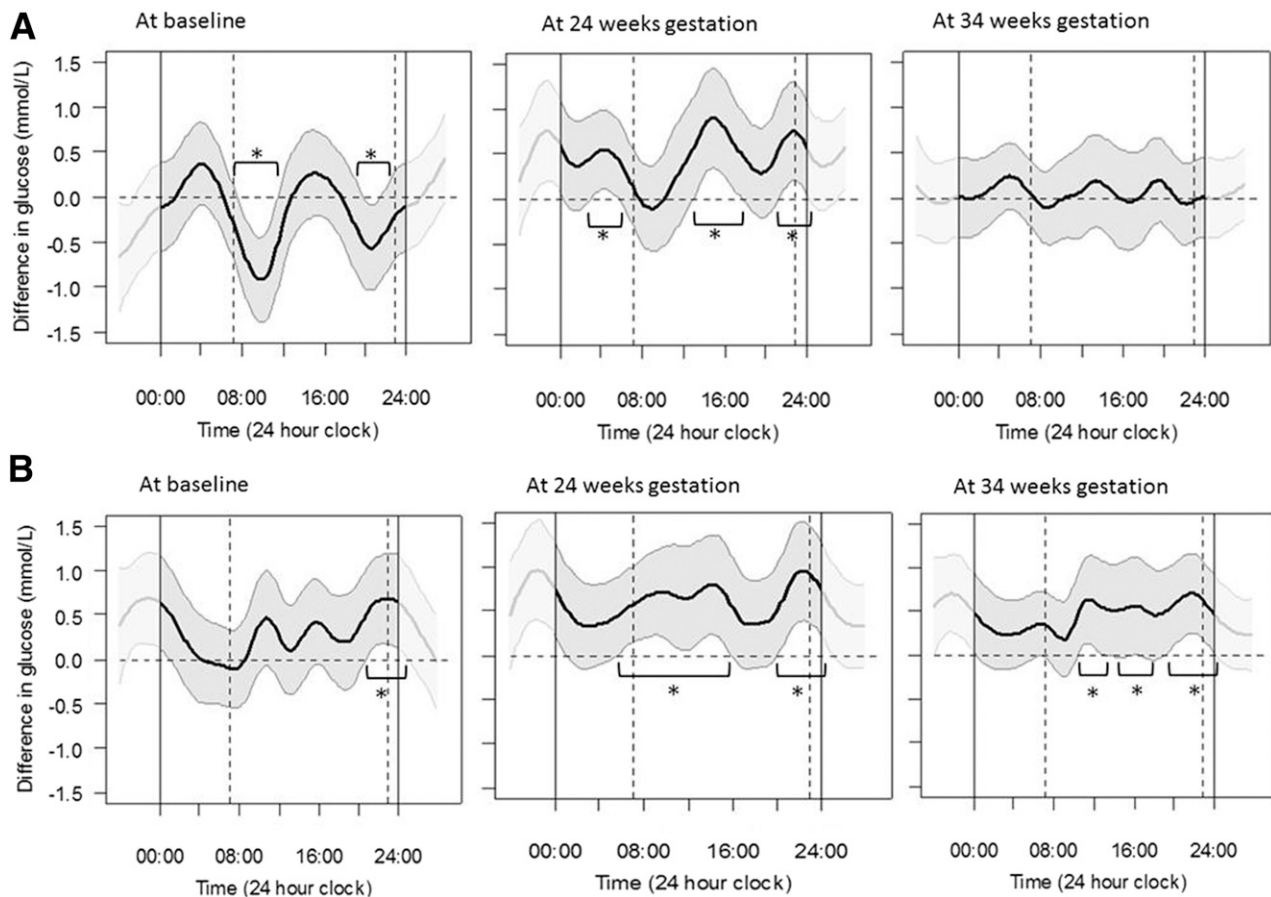 A
At baseline
At 24 weeks gestation
At 34 weeks gestation
Difference in glucose (mmol/L)
1.5
1.0
0.5
0.0
-0.5
-1.0
-1.5
*
*
*
*
*
00:00 08:00 16:00 24:00
00:00 08:00 16:00 24:00
00:00 08:00 16:00 24:00
Time (24 hour clock)
Time (24 hour clock)
Time (24 hour clock)
B
At baseline
At 24 weeks gestation
At 34 weeks gestation
Difference in glucose (mmol/L)
1.5
1.0
0.5
0.0
-0.5
-1.0
-1.5
*
*
*
*
*
*
00:00 08:00 16:00 24:00
00:00 08:00 16:00 24:00
00:00 08:00 16:00 24:00
Time (24 hour clock)
Time (24 hour clock)
Time (24 hour clock)